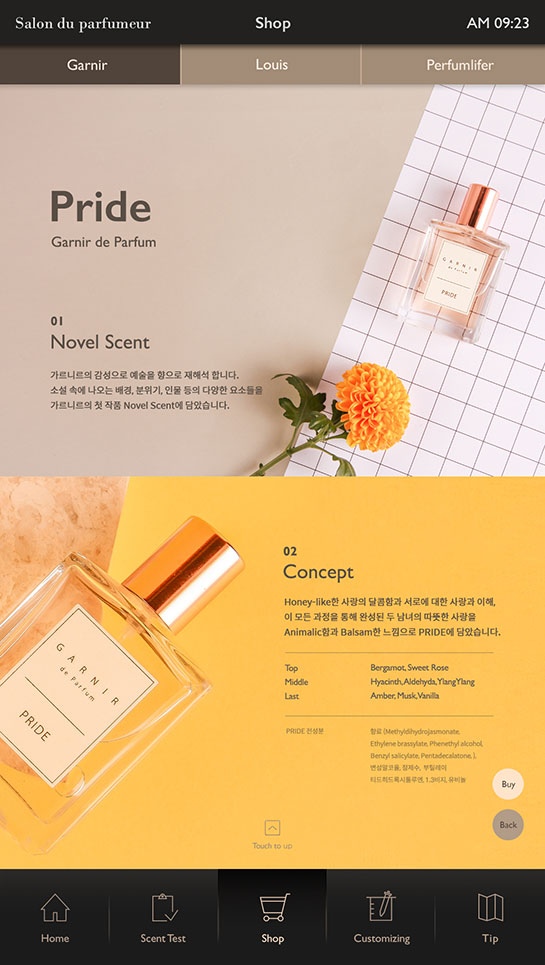 Salon du parfumeur
Shop
AM 09:23
Garnir
Louis
Perfumlifer
Pride
Garnir de Parfum
01
Novel Scent
가르니르의 감성으로 예술을 향으로 재해석 합니다.
소설 속에 나오는 배경, 분위기, 인물 등의 다양한 요소들을
가르니르의 첫 작품 Novel Scent에 담았습니다.
GARNIR
de Parfum
PRIDE
02
Concept
Honey-like한 사랑의 달콤함과 서로에 대한 사랑과 이해,
이 모든 과정을 통해 완성된 두 남녀의 따뜻한 사랑을
Animalic함과 Balsam한 느낌으로 PRIDE에 담았습니다.
Top Bergamot, Sweet Rose
Middle Hyacinth, Aldehyda, YlangYlang
Last Amber, Musk, Vanilla
PRIDE 전성분
향료 (Methyldihydrojasmonate,
Ethylene brassylate, Phenethyl alcohol,
Benzyl salicylate, Pentadecalatone, ),
변성알코올, 정제수, 부틸레이
티드히드록시톨루엔, 1,3비지, 유비놀
GARNIR
de Parfum
PRIDE
Buy
Back
Touch to up
Home
Scent Test
Shop
Customizing
Tip